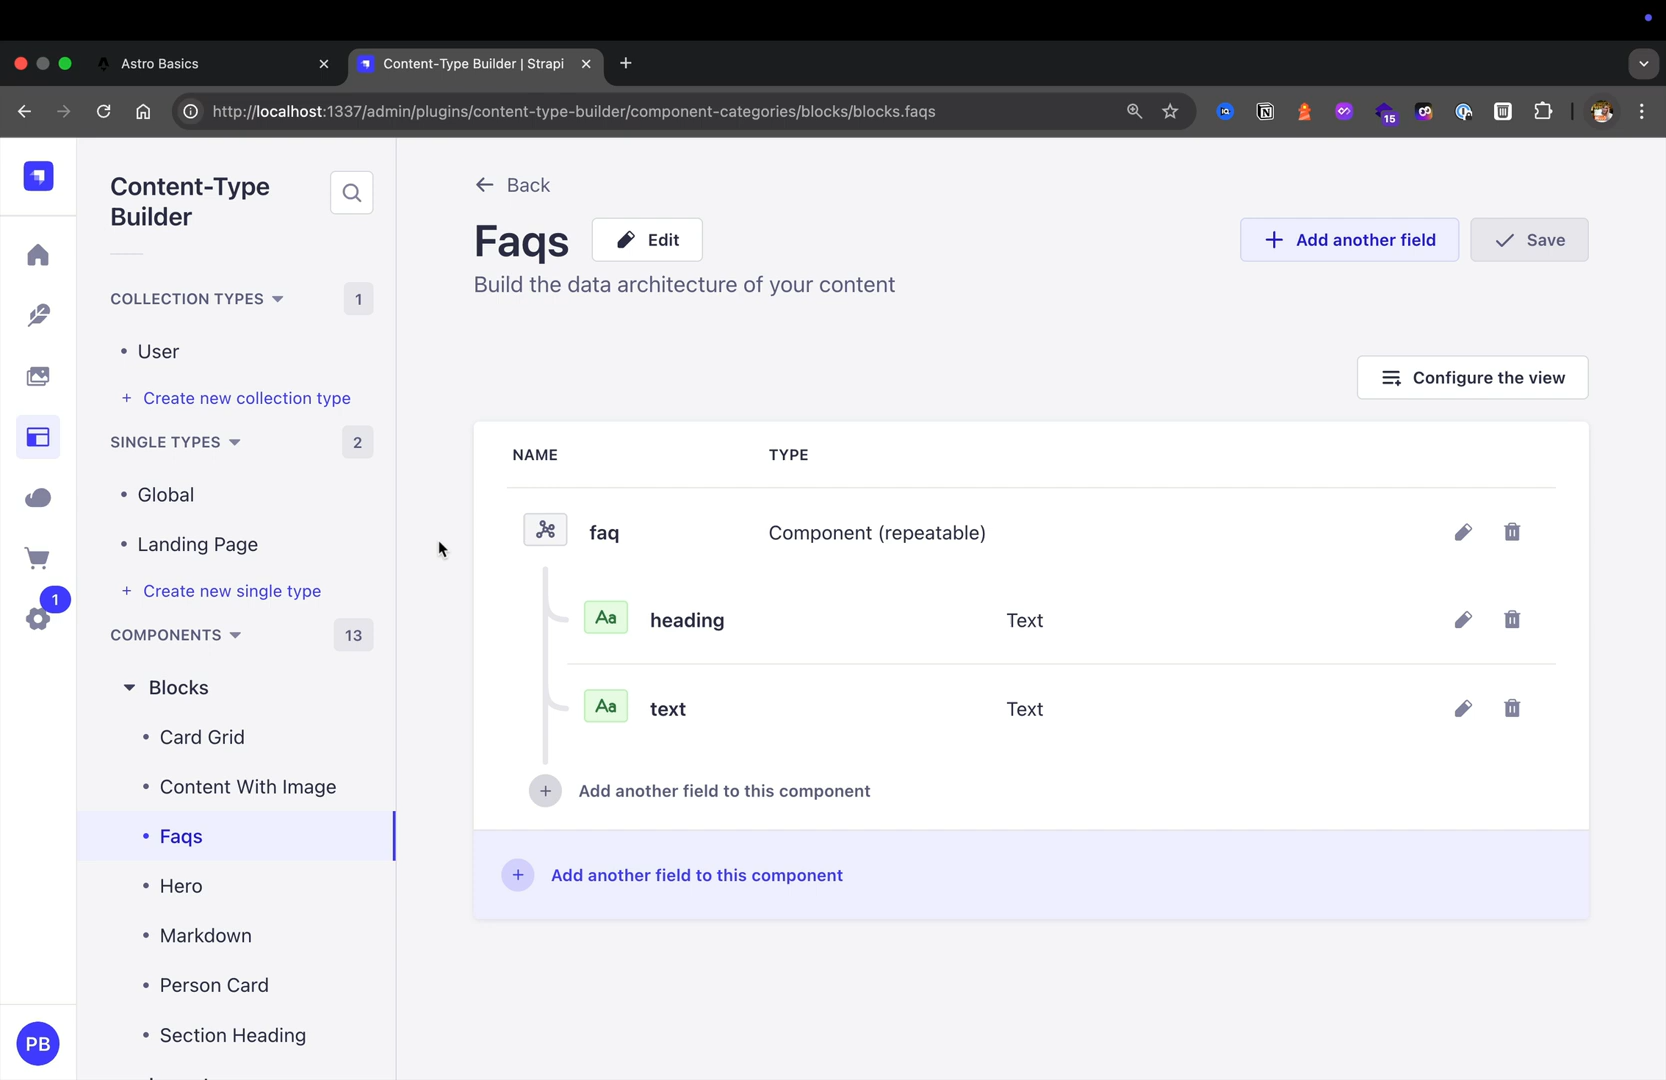 Astro Basics
Content-Type Builder | Strapi
http://localhost:1337/admin/plugins/content-type-builder/component-categories/blocks/blocks.faqs
15
Content-Type
Builder
COLLECTION TYPES
1
User
+ Create new collection type
SINGLE TYPES
2
Global
Landing Page
+ Create new single type
1
COMPONENTS
13
Blocks
Card Grid
Content With Image
Faqs
Hero
Markdown
Person Card
Section Heading
PB
Back
Faqs
Edit
Add another field
Save
Build the data architecture of your content
Configure the view
NAME
TYPE
faq
Component (repeatable)
Aa
heading
Text
Aa
text
Text
+ Add another field to this component
+ Add another field to this component